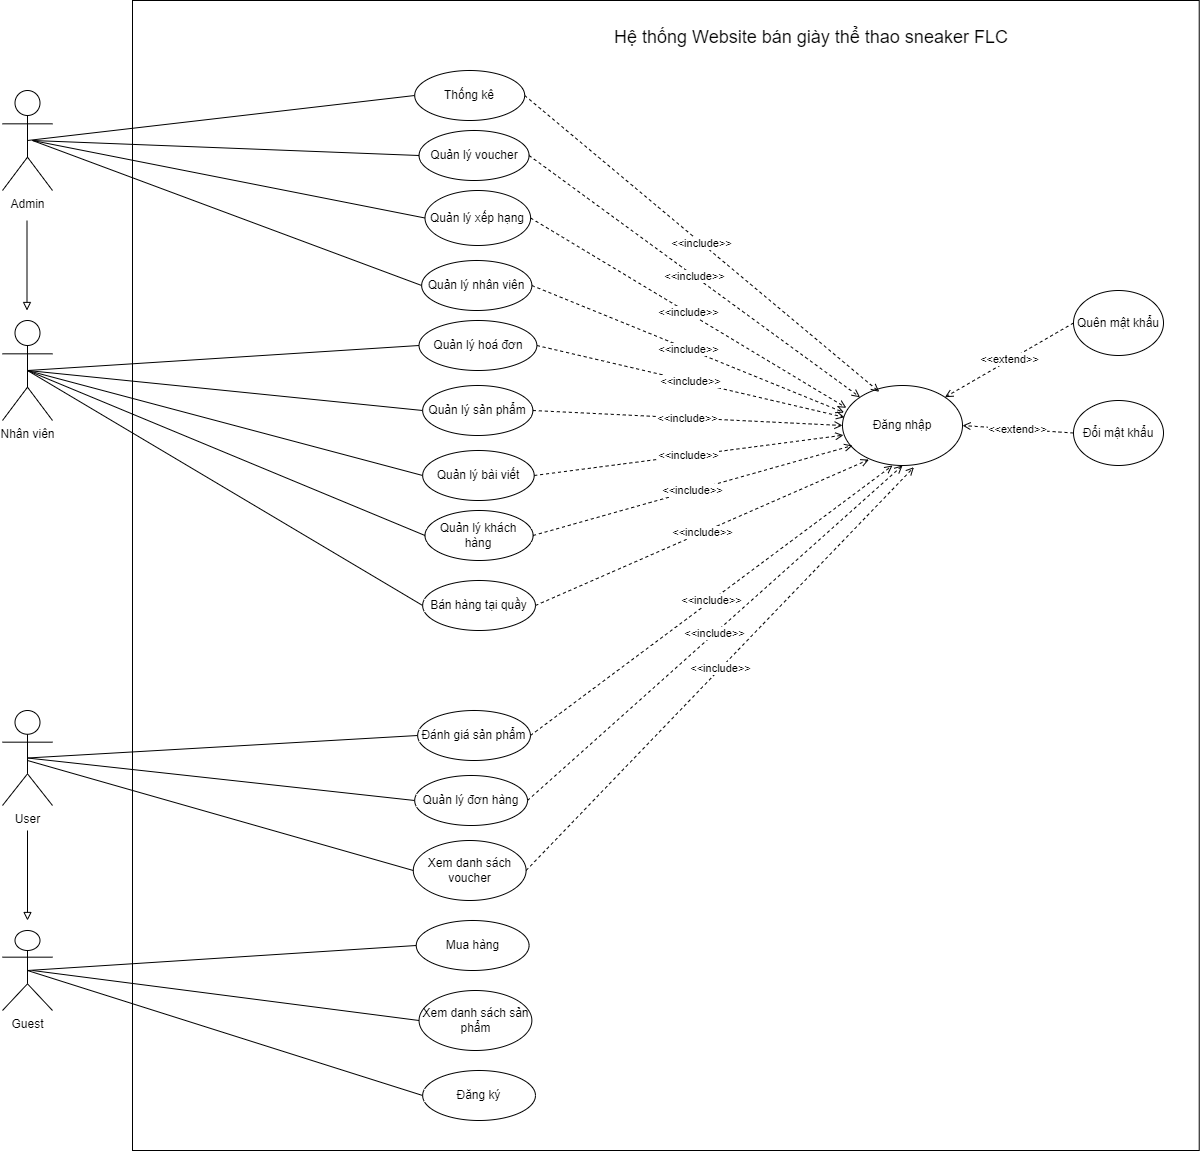 Hệ thống Website bán giày thể thao sneaker FLC
Thống kê
Quản lý voucher
Admin
Quản lý xếp hạng
<<include>>
<<include>>
Quản lý nhân viên
<<include>>
Quên mật khẩu
Quản lý hoá đơn
<<include>>
<<extend>>
<<include>>
Nhân viên
Quản lý sản phẩm
<<include>>
Đăng nhập
<<extend>>
Đổi mật khẩu
<<include>>
Quản lý bài viết
<<include>>
Quản lý khách
hàng
<<include>>
Bán hàng tại quầy
<<include>>
<<include>>
<<include>>
Đánh giá sản phẩm
Quản lý đơn hàng
User
Xem danh sách
voucher
Mua hàng
Xem danh sách sản
phẩm
Guest
Đăng ký